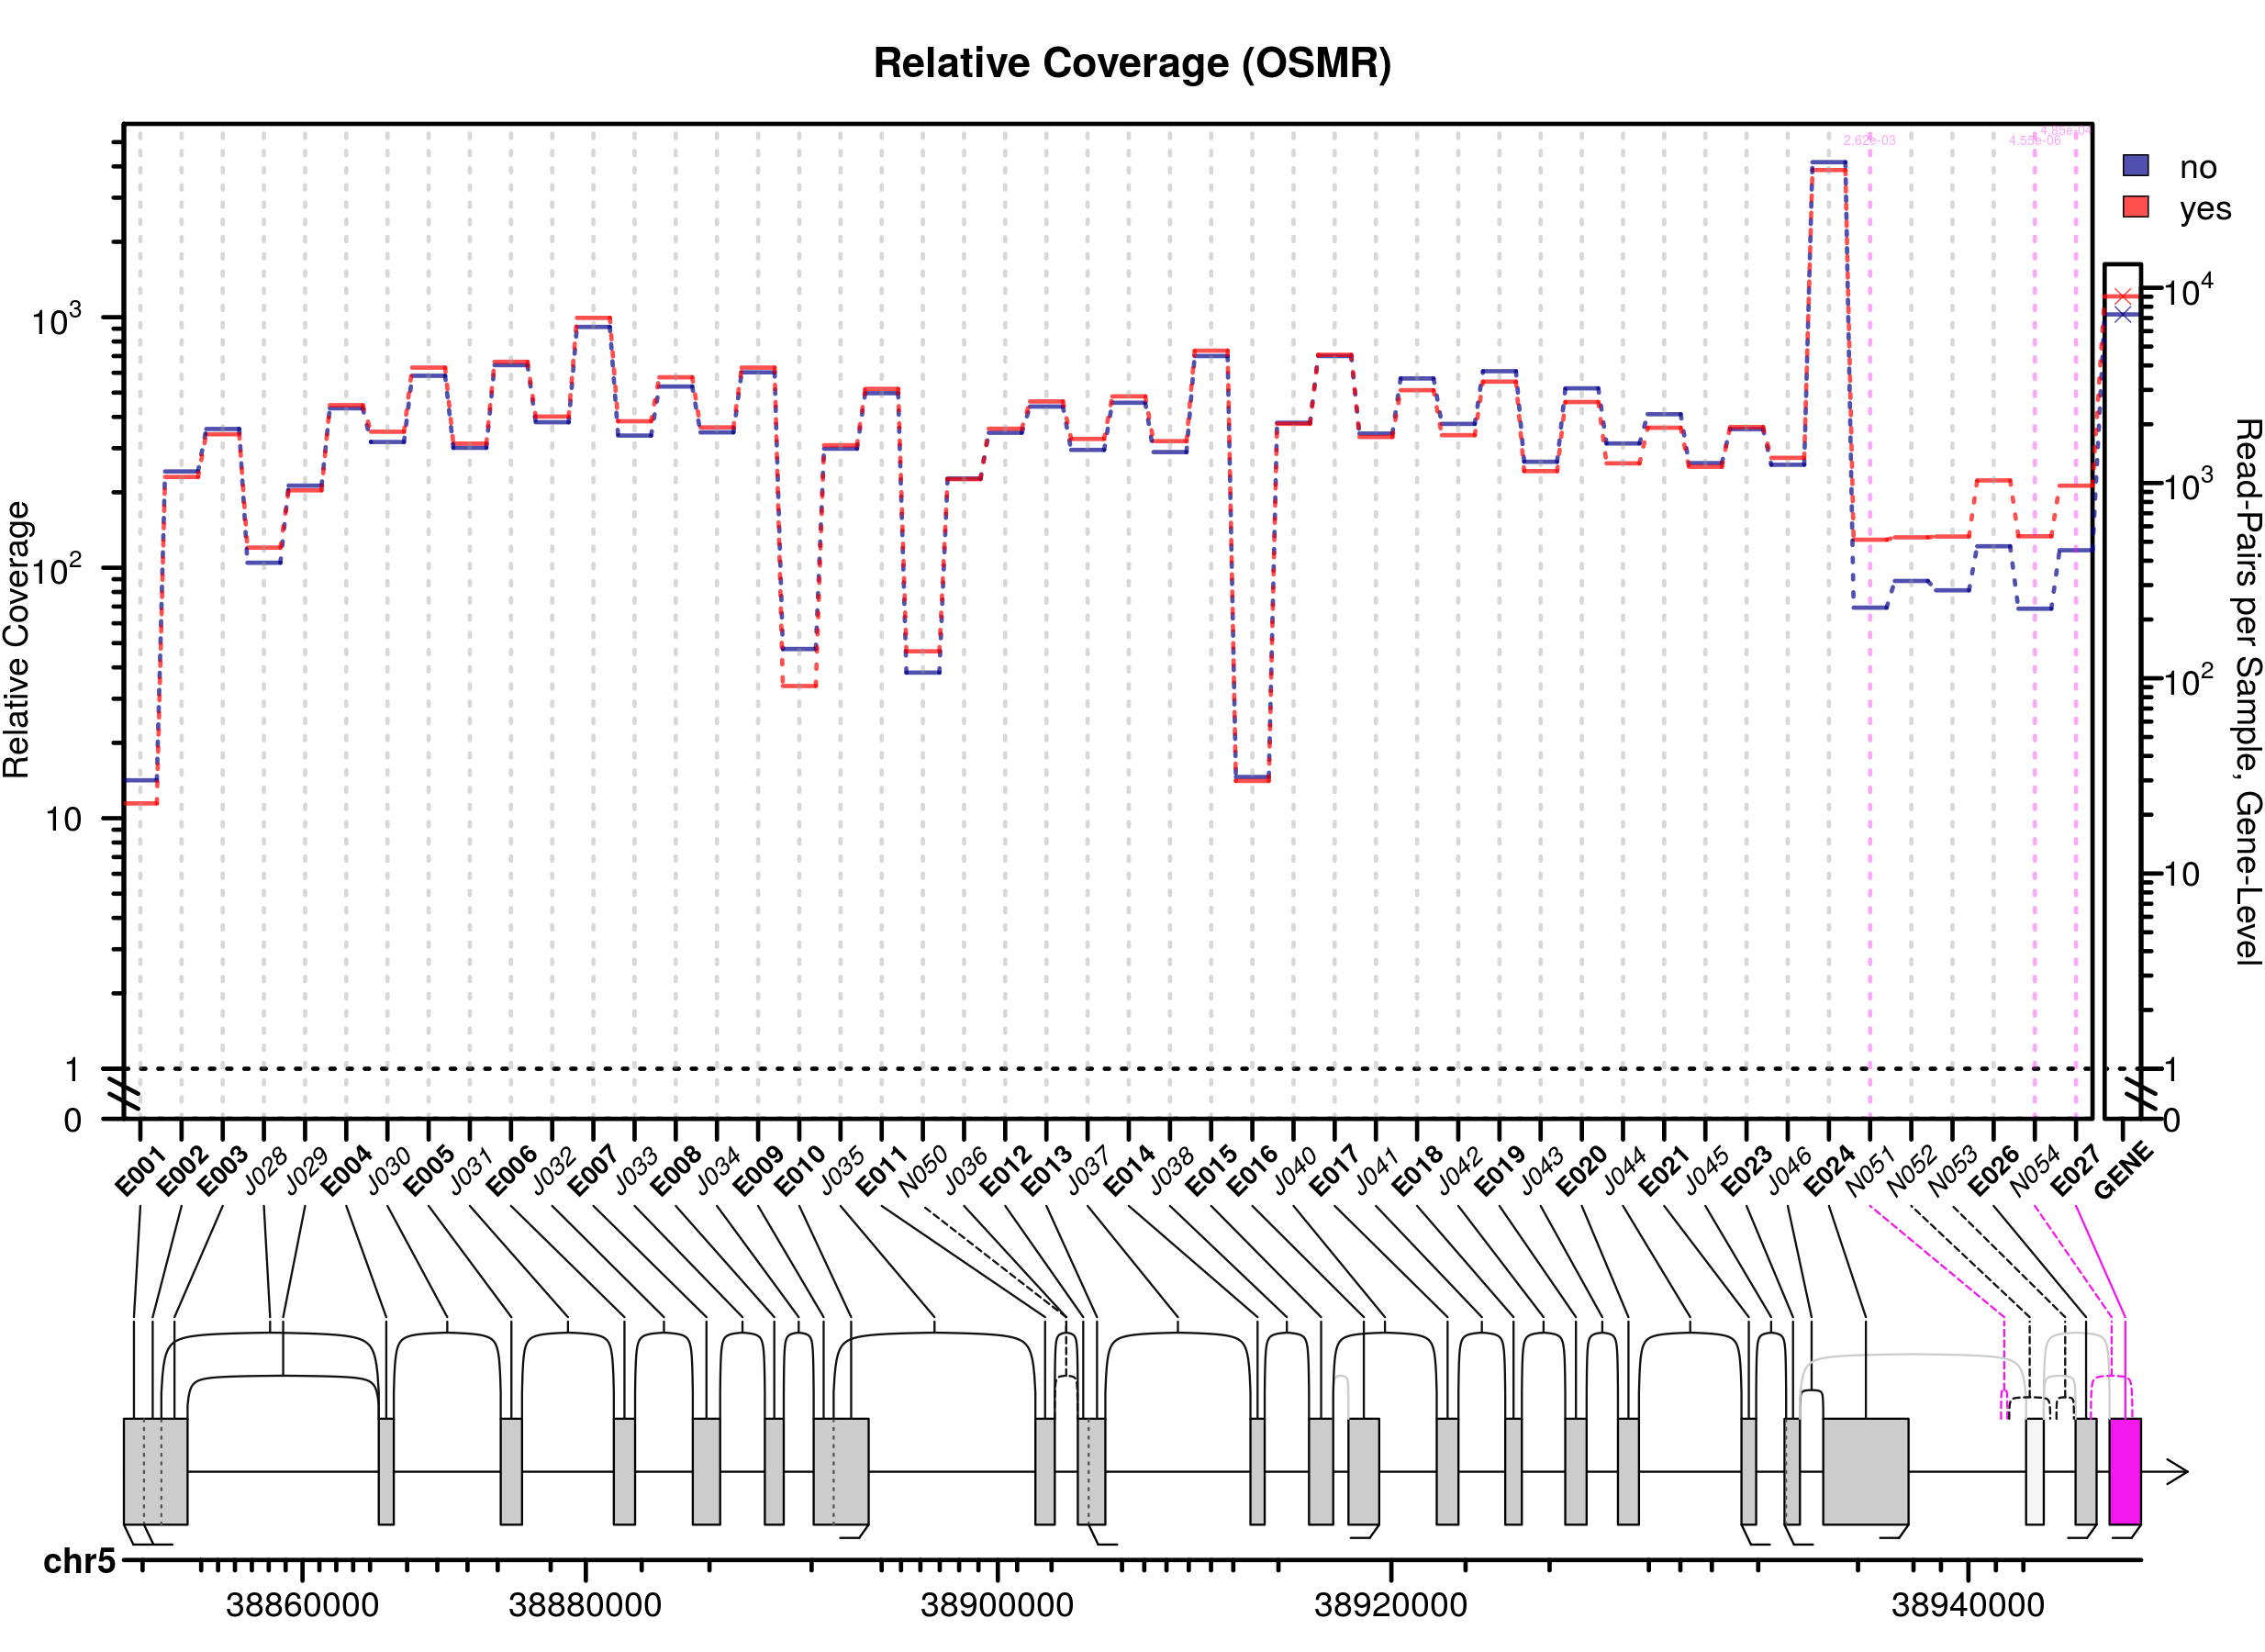 Relative Coverage (OSMR)
4.85e-04
2.62e-03
4.55e-06
no
yes
Relative Coverage
10³
10²
10
1
0
10⁴
10³
10²
10
1
0
Read-Pairs per Sample, Gene-Level
E001 E002 E003 J028 J029 E004 J030 E005 J031 E006 J032 E007 J033 E008 J034 E009 E010 J035 E011 N050 J036 E012 E013 J037 E014 J038 E015 E016 J040 E017 J041 E018 J042 E019 J043 E020 J044 E021 J045 E023 J046 E024 N051 N052 N053 E026 N054 E027 GENE
chr5
38860000 38880000 38900000 38920000 38940000